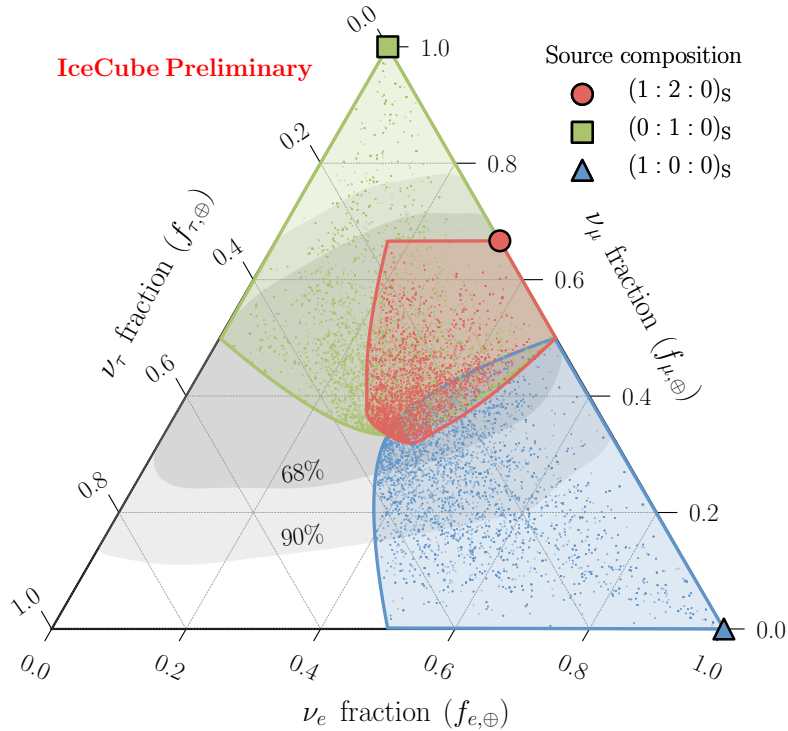 IceCube Preliminary
Source composition
(1 : 2 : 0)S
(0 : 1 : 0)S
(1 : 0 : 0)S
0.0
0.2
0.4
0.6
0.8
1.0
ντ fraction (fτ,⊕)
1.0
0.8
0.6
0.4
0.2
0.0
νμ fraction (fμ,⊕)
68%
90%
0.0
0.2
0.4
0.6
0.8
1.0
νe fraction (fe,⊕)